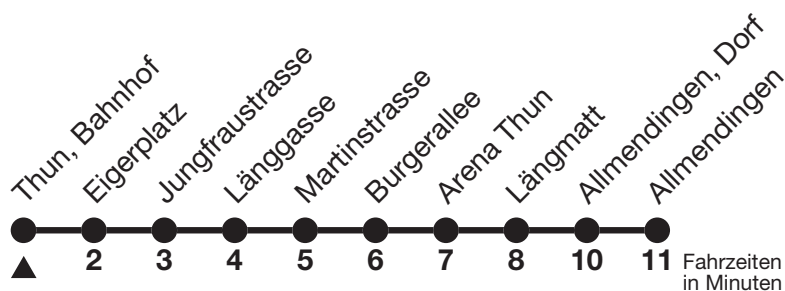 Thun, Bahnhof
Eigerplatz
Jungfraustrasse
Länggasse
Martinstrasse
Burgerallee
Arena Thun
Längmatt
Allmendingen, Dorf
Allmendingen
2 3 4 5 6 7 8 10 11 Fahrzeiten
in Minuten